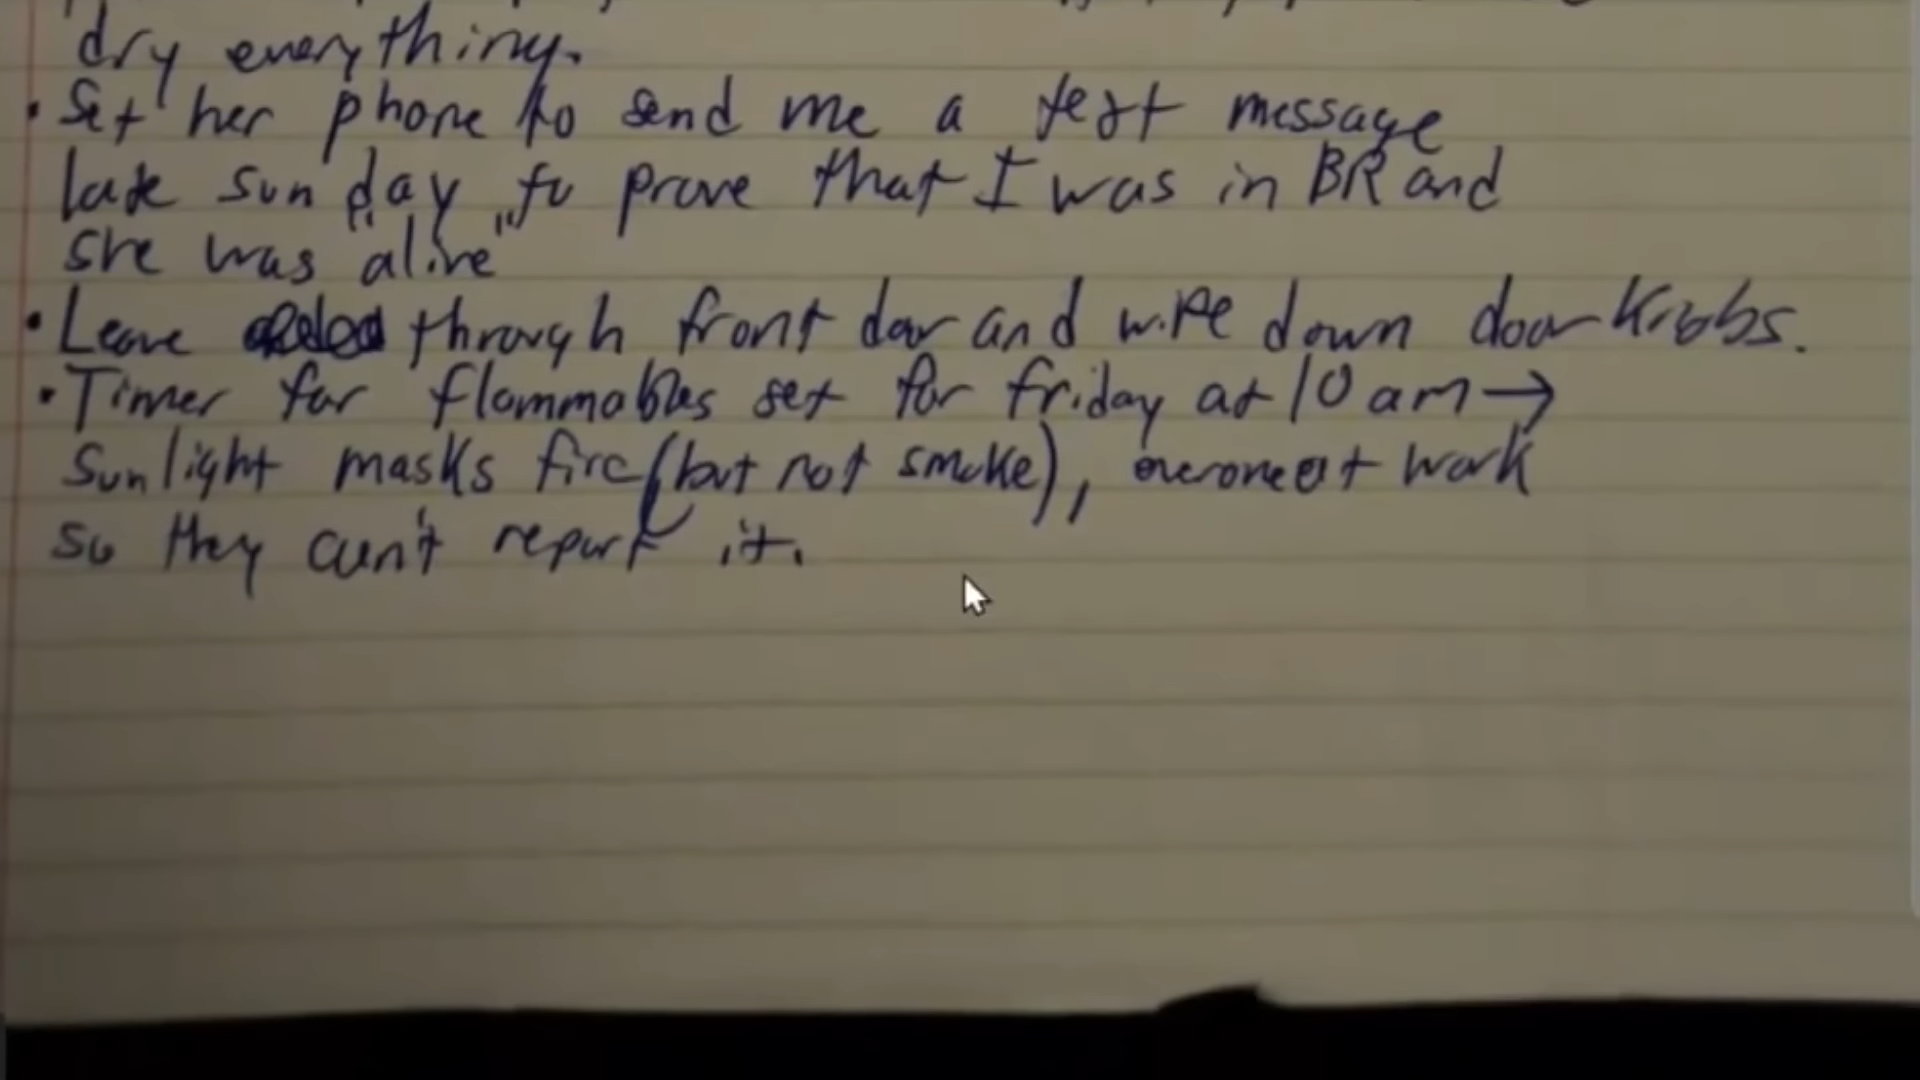 dry everything.
• Set her phone to send me a text message
late sunday to prove that I was in BR and
she was "alive"
• Leave through front door and wipe down door knobs.
• Timer for flammables set for friday at 10 am →
Sunlight masks fire (but not smoke), everone at work
so they can't report it.